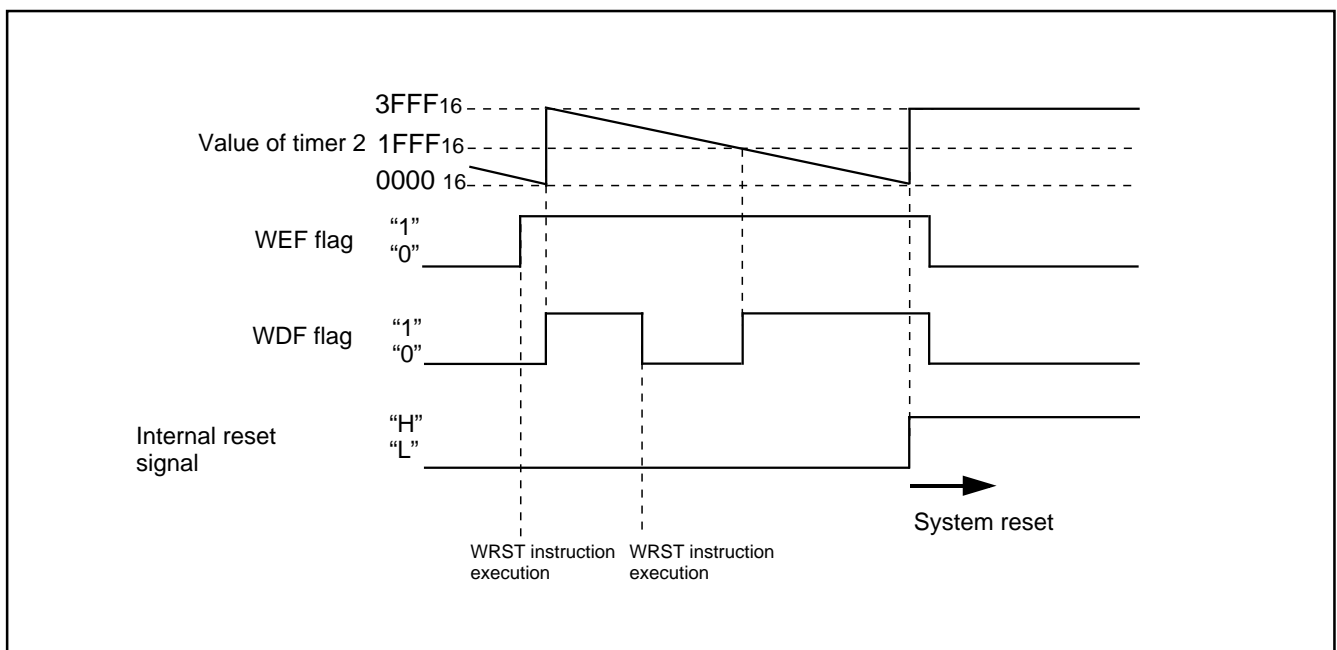 3FFF16
Value of timer 2 1FFF16
0000 16
WEF flag “1”
“0”
WDF flag “1”
“0”
Internal reset
signal
“H”
“L”
System reset
WRST instruction
execution
WRST instruction
execution